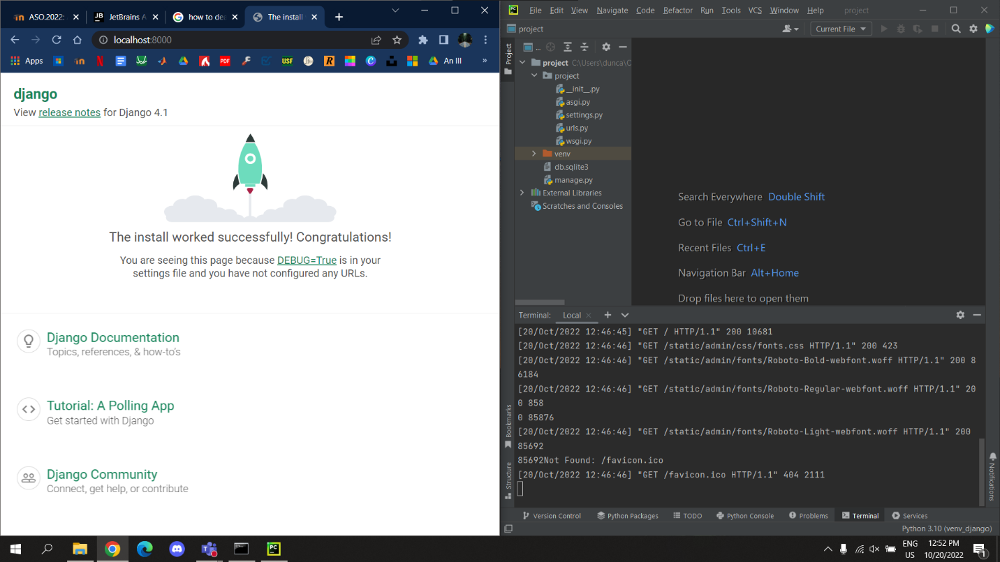 ASO.2022:
JetBrains A
how to de
The install
localhost:8000
Apps
PDF
USF
An III
»
django
View release notes for Django 4.1
The install worked successfully! Congratulations!
You are seeing this page because DEBUG=True is in your
settings file and you have not configured any URLs.
Django Documentation
Topics, references, & how-to's
Tutorial: A Polling App
Get started with Django
Django Community
Connect, get help, or contribute
File Edit View Navigate Code Refactor Run Tools VCS Window Help project
project
Current File
Project
...
project C:\Users\dunca\O
project
__init__.py
asgi.py
settings.py
urls.py
wsgi.py
venv
db.sqlite3
manage.py
External Libraries
Scratches and Consoles
Search Everywhere Double Shift
Go to File Ctrl+Shift+N
Recent Files Ctrl+E
Navigation Bar Alt+Home
Drop files here to open them
Terminal: Local
[20/Oct/2022 12:46:45] "GET / HTTP/1.1" 200 10681
[20/Oct/2022 12:46:46] "GET /static/admin/css/fonts.css HTTP/1.1" 200 423
[20/Oct/2022 12:46:46] "GET /static/admin/fonts/Roboto-Bold-webfont.woff HTTP/1.1" 200 8
6184
[20/Oct/2022 12:46:46] "GET /static/admin/fonts/Roboto-Regular-webfont.woff HTTP/1.1" 20
0 858
0 85876
[20/Oct/2022 12:46:46] "GET /static/admin/fonts/Roboto-Light-webfont.woff HTTP/1.1" 200
85692
85692Not Found: /favicon.ico
[20/Oct/2022 12:46:46] "GET /favicon.ico HTTP/1.1" 404 2111
Bookmarks
Structure
Notifications
Version Control
Python Packages
TODO
Python Console
Problems
Terminal
Services
Python 3.10 (venv_django)
ENG
US
12:52 PM
10/20/2022
1